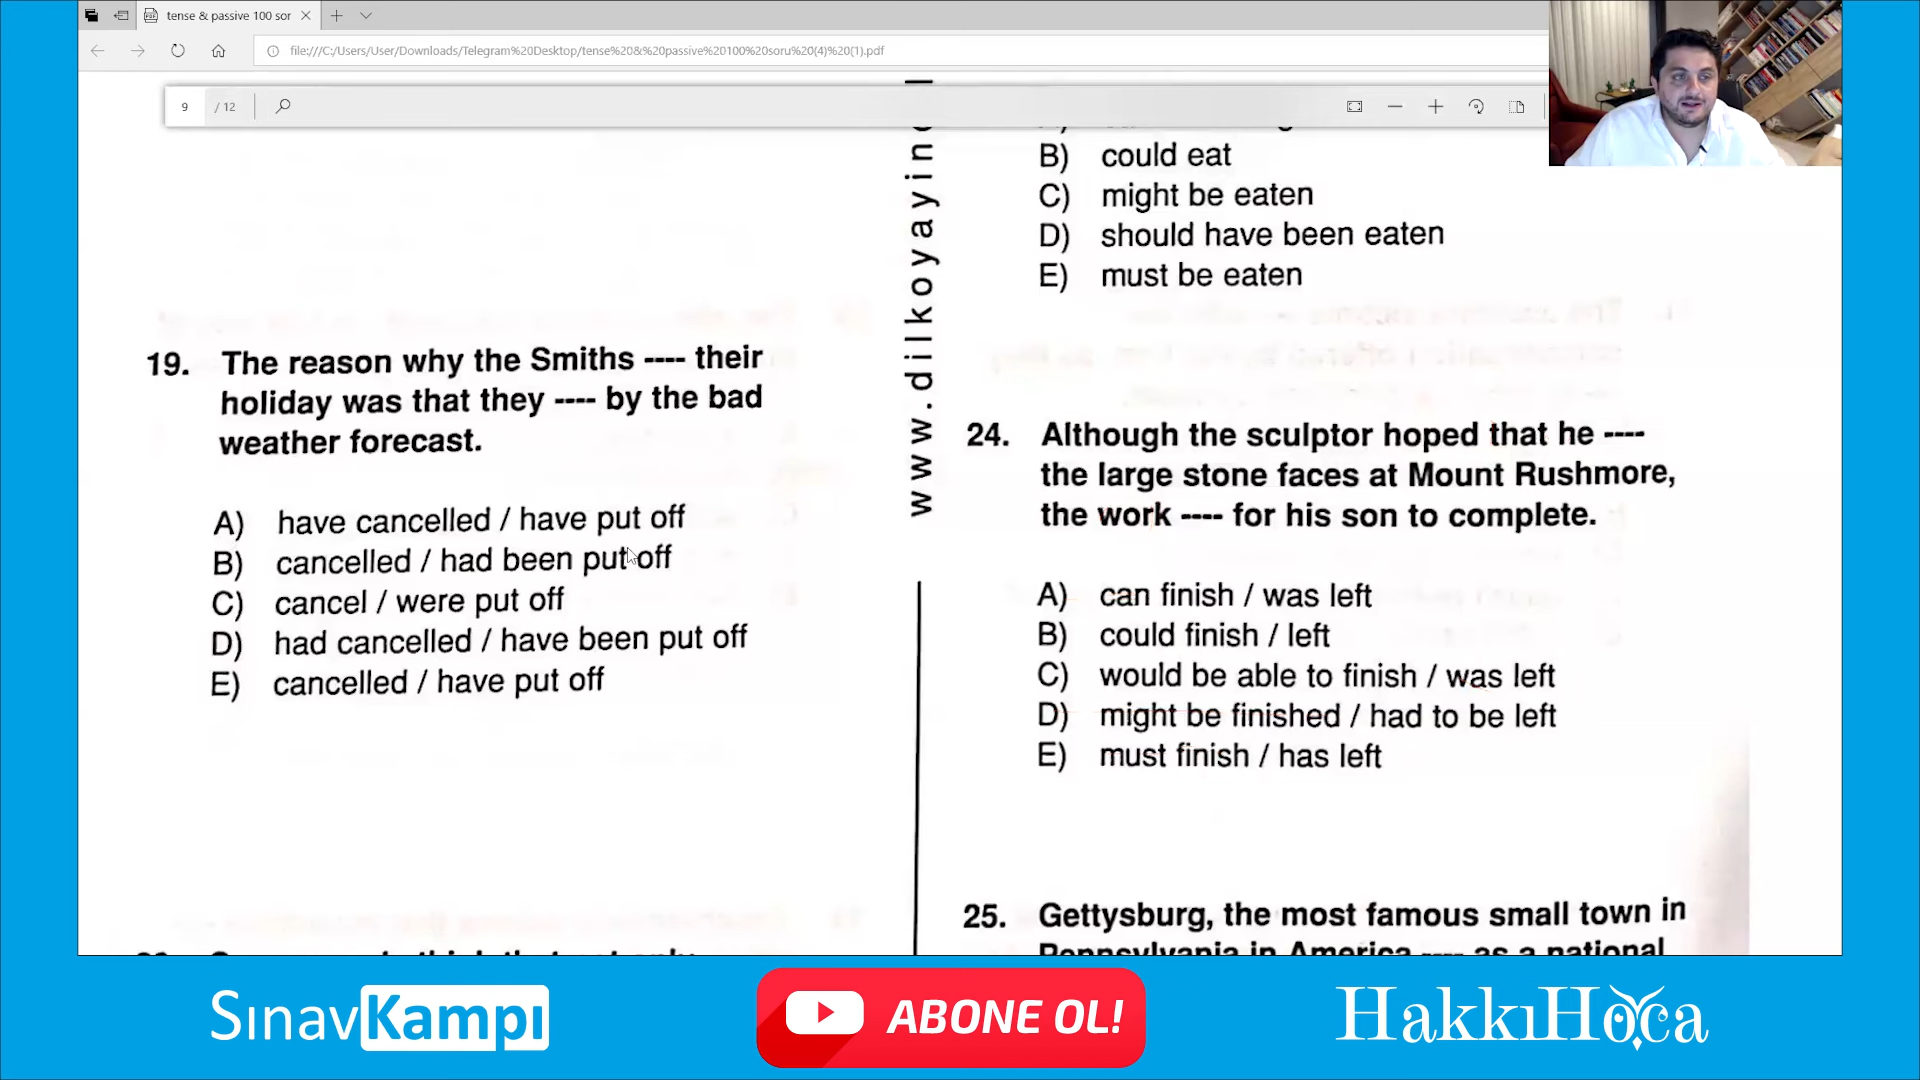 tense & passive 100 sor
file:///C:/Users/User/Downloads/Telegram%20Desktop/tense%20&%20passive%20100%20soru%20(4)%20(1).pdf
9 / 12
19. The reason why the Smiths ---- their
holiday was that they ---- by the bad
weather forecast.
A) have cancelled / have put off
B) cancelled / had been put off
C) cancel / were put off
D) had cancelled / have been put off
E) cancelled / have put off
www.dilkoyayin
B) could eat
C) might be eaten
D) should have been eaten
E) must be eaten
24. Although the sculptor hoped that he ----
the large stone faces at Mount Rushmore,
the work ---- for his son to complete.
A) can finish / was left
B) could finish / left
C) would be able to finish / was left
D) might be finished / had to be left
E) must finish / has left
25. Gettysburg, the most famous small town in
Pennsylvania in America ---- as a national
SınavKampı
ABONE OL!
HakkıHoca